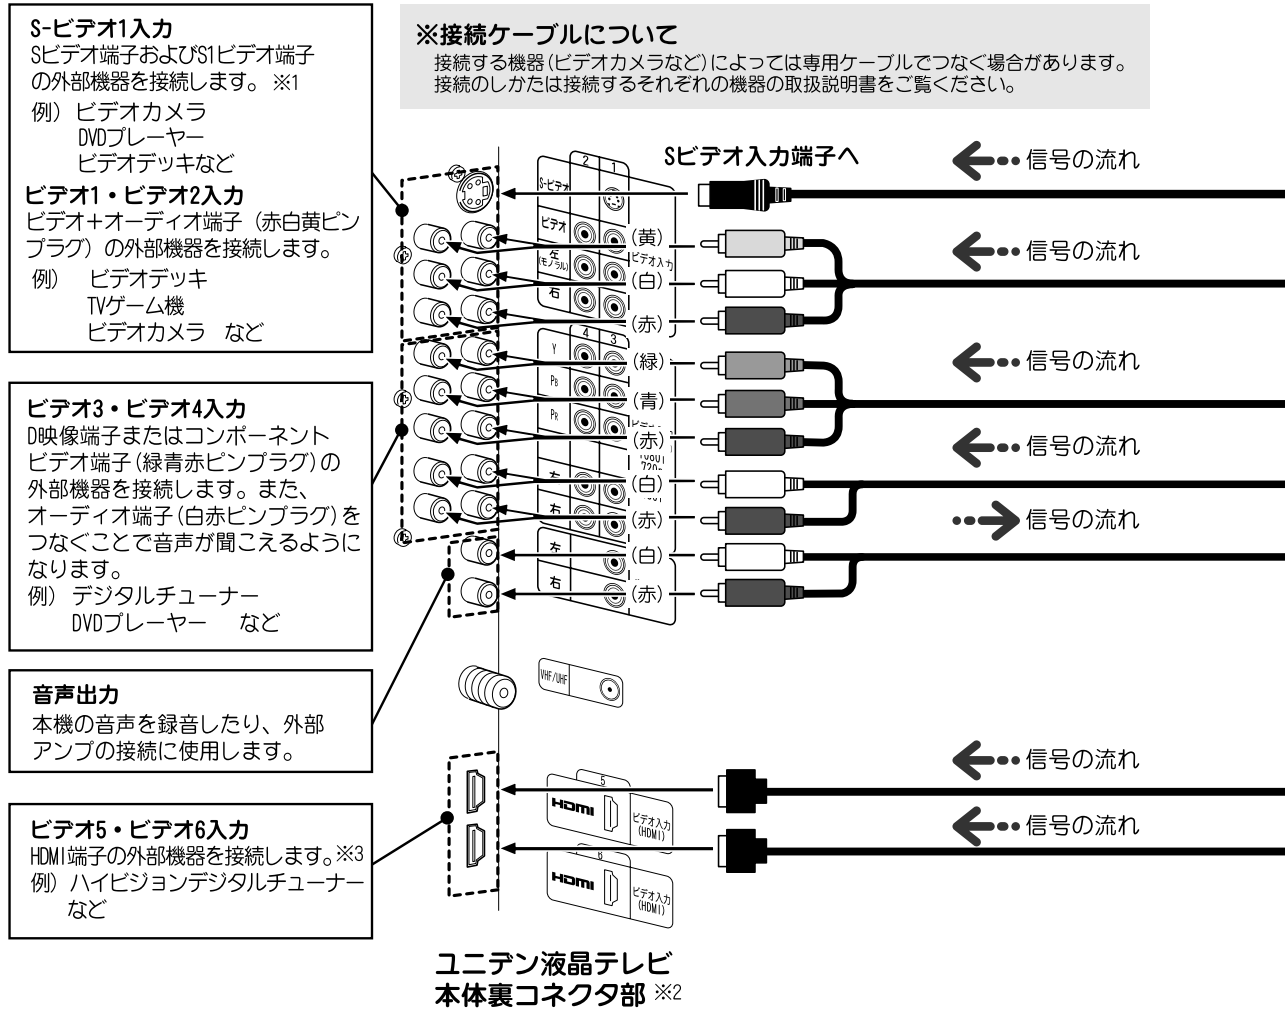 S-ビデオ1入力
Sビデオ端子およびS1ビデオ端子
の外部機器を接続します。 ※1
例） ビデオカメラ
DVDプレーヤー
ビデオデッキなど
ビデオ1・ビデオ2入力
ビデオ＋オーディオ端子（赤白黄ピン
プラグ）の外部機器を接続します。
例） ビデオデッキ
TVゲーム機
ビデオカメラ など
ビデオ3・ビデオ4入力
D映像端子またはコンポーネント
ビデオ端子(緑青赤ピンプラグ)の
外部機器を接続します。また、
オーディオ端子(白赤ピンプラグ)を
つなぐことで音声が聞こえるように
なります。
例） デジタルチューナー
DVDプレーヤー など
音声出力
本機の音声を録音したり、外部
アンプの接続に使用します。
ビデオ5・ビデオ6入力
HDMI端子の外部機器を接続します。※3
例） ハイビジョンデジタルチューナー
など
※接続ケーブルについて
接続する機器(ビデオカメラなど)によっては専用ケーブルでつなぐ場合があります。
接続のしかたは接続するそれぞれの機器の取扱説明書をご覧ください。
Sビデオ入力端子へ
信号の流れ
2
1
S-ビデオ
ビデオ
(黄)
信号の流れ
ビデオ入力
左
(モノラル)
(白)
右
(赤)
4
3
Y
(緑)
信号の流れ
PB
(青)
PR
(赤)
信号の流れ
720p
左
(白)
右
(赤)
信号の流れ
左
(白)
右
(赤)
VHF/UHF
信号の流れ
5
HDMI
ビデオ入力
(HDMI)
信号の流れ
6
HDMI
ビデオ入力
(HDMI)
ユニデン液晶テレビ
本体裏コネクタ部 ※2